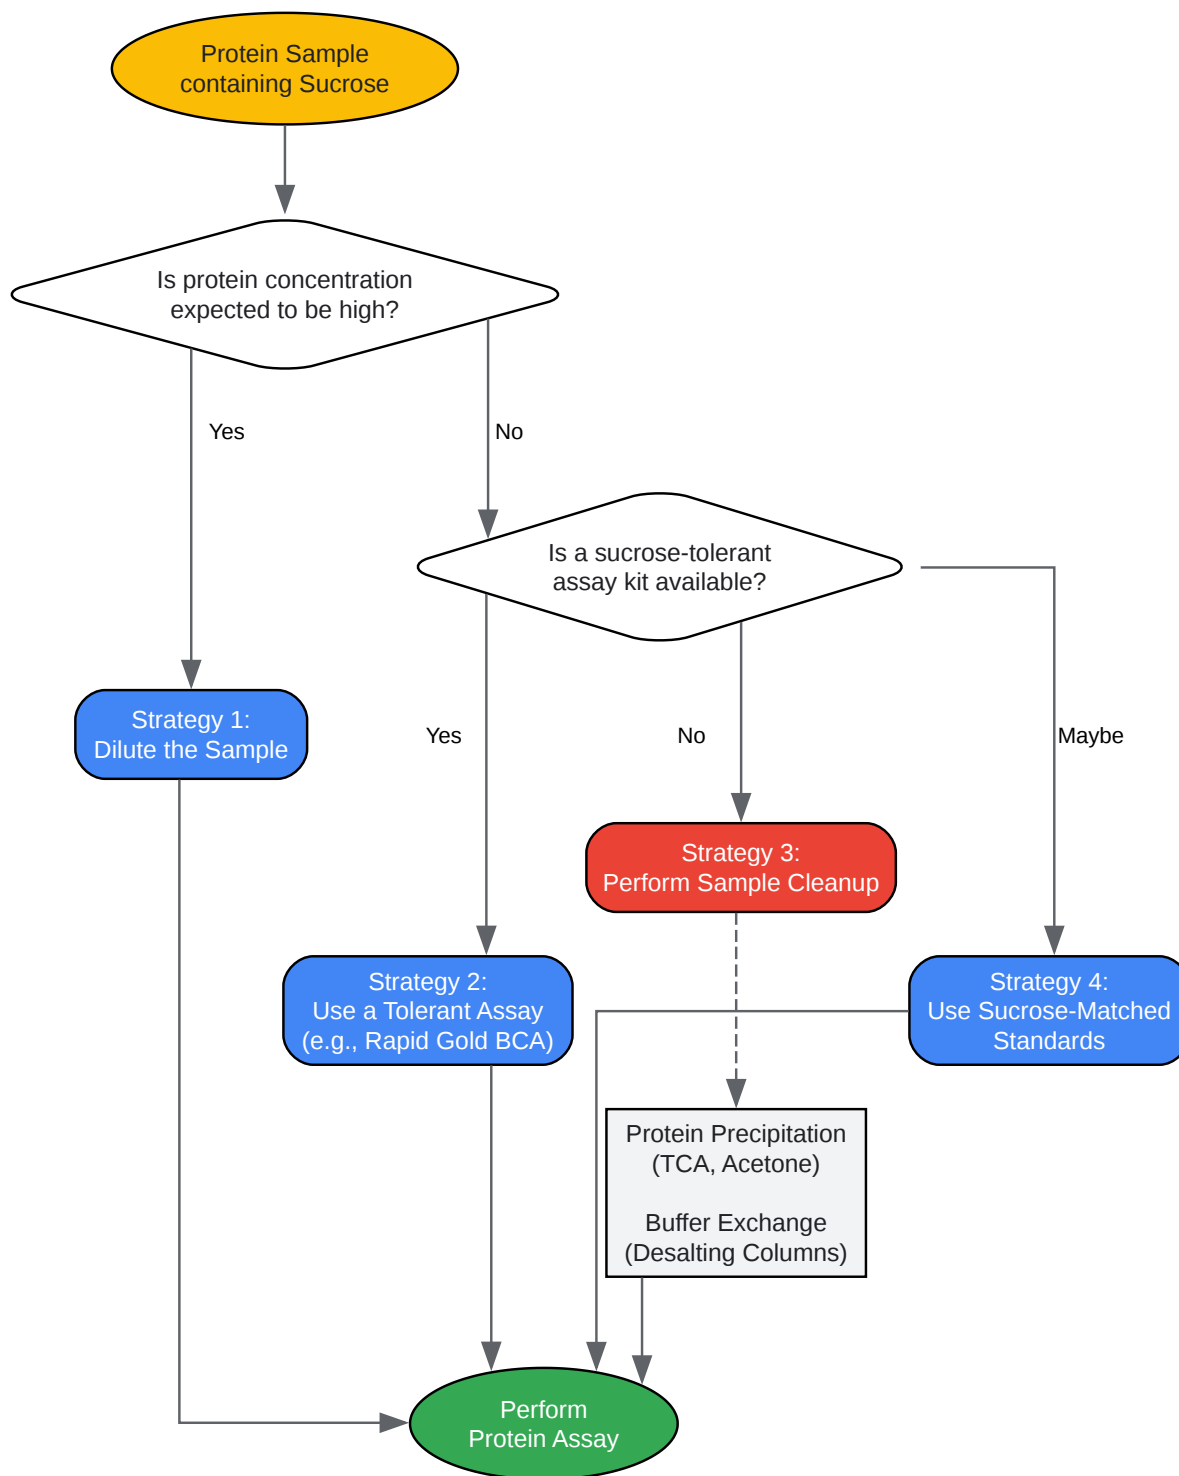 Protein Sample
containing Sucrose
Is protein concentration
expected to be high?
Yes
No
Is a sucrose-tolerant
assay kit available?
Strategy 1:
Dilute the Sample
Yes
No
Maybe
Strategy 3:
Perform Sample Cleanup
Strategy 2:
Use a Tolerant Assay
(e.g., Rapid Gold BCA)
Strategy 4:
Use Sucrose-Matched
Standards
Protein Precipitation
(TCA, Acetone)
Buffer Exchange
(Desalting Columns)
Perform
Protein Assay